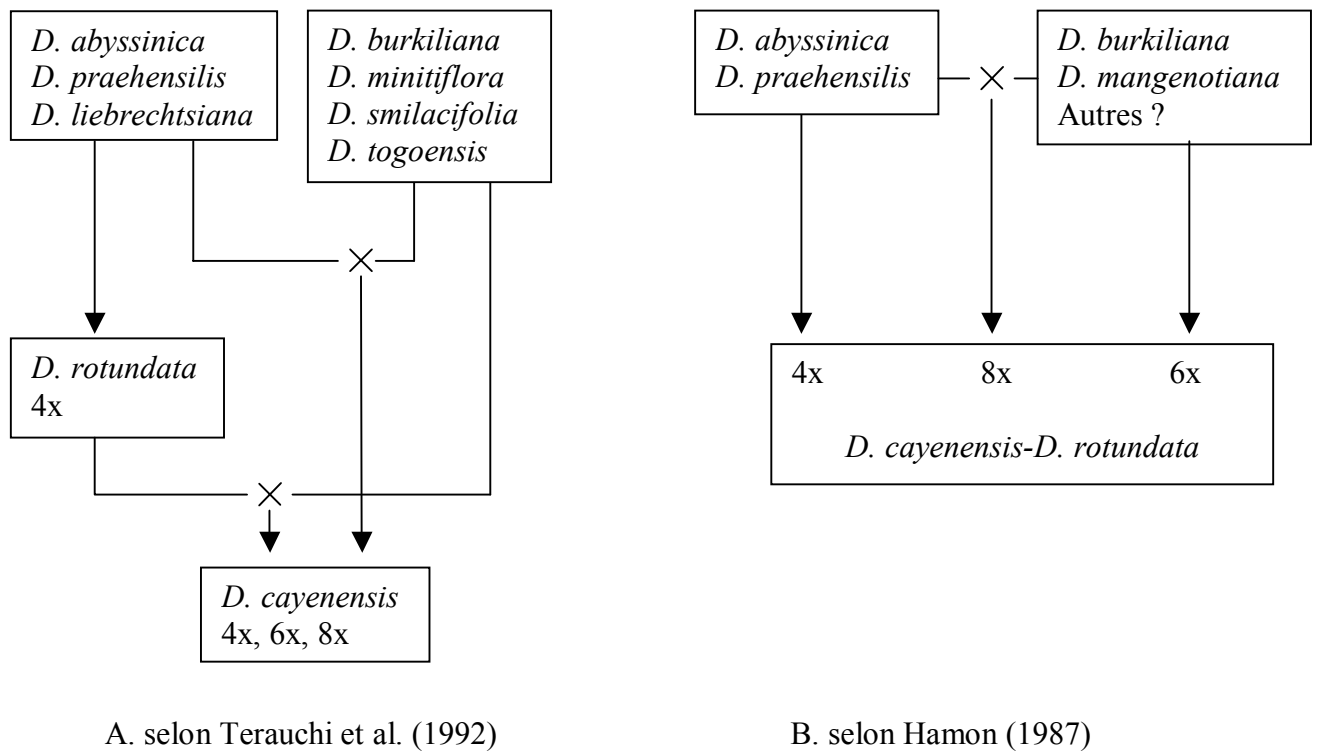 D. abyssinica
D. praehensilis
D. liebrechtsiana
D. burkiliana
D. minitiflora
D. smilacifolia
D. togoensis
D. rotundata
4x
D. cayenensis
4x, 6x, 8x
A. selon Terauchi et al. (1992)
D. abyssinica
D. praehensilis
D. burkiliana
D. mangenotiana
Autres ?
4x 8x 6x
D. cayenensis-D. rotundata
B. selon Hamon (1987)